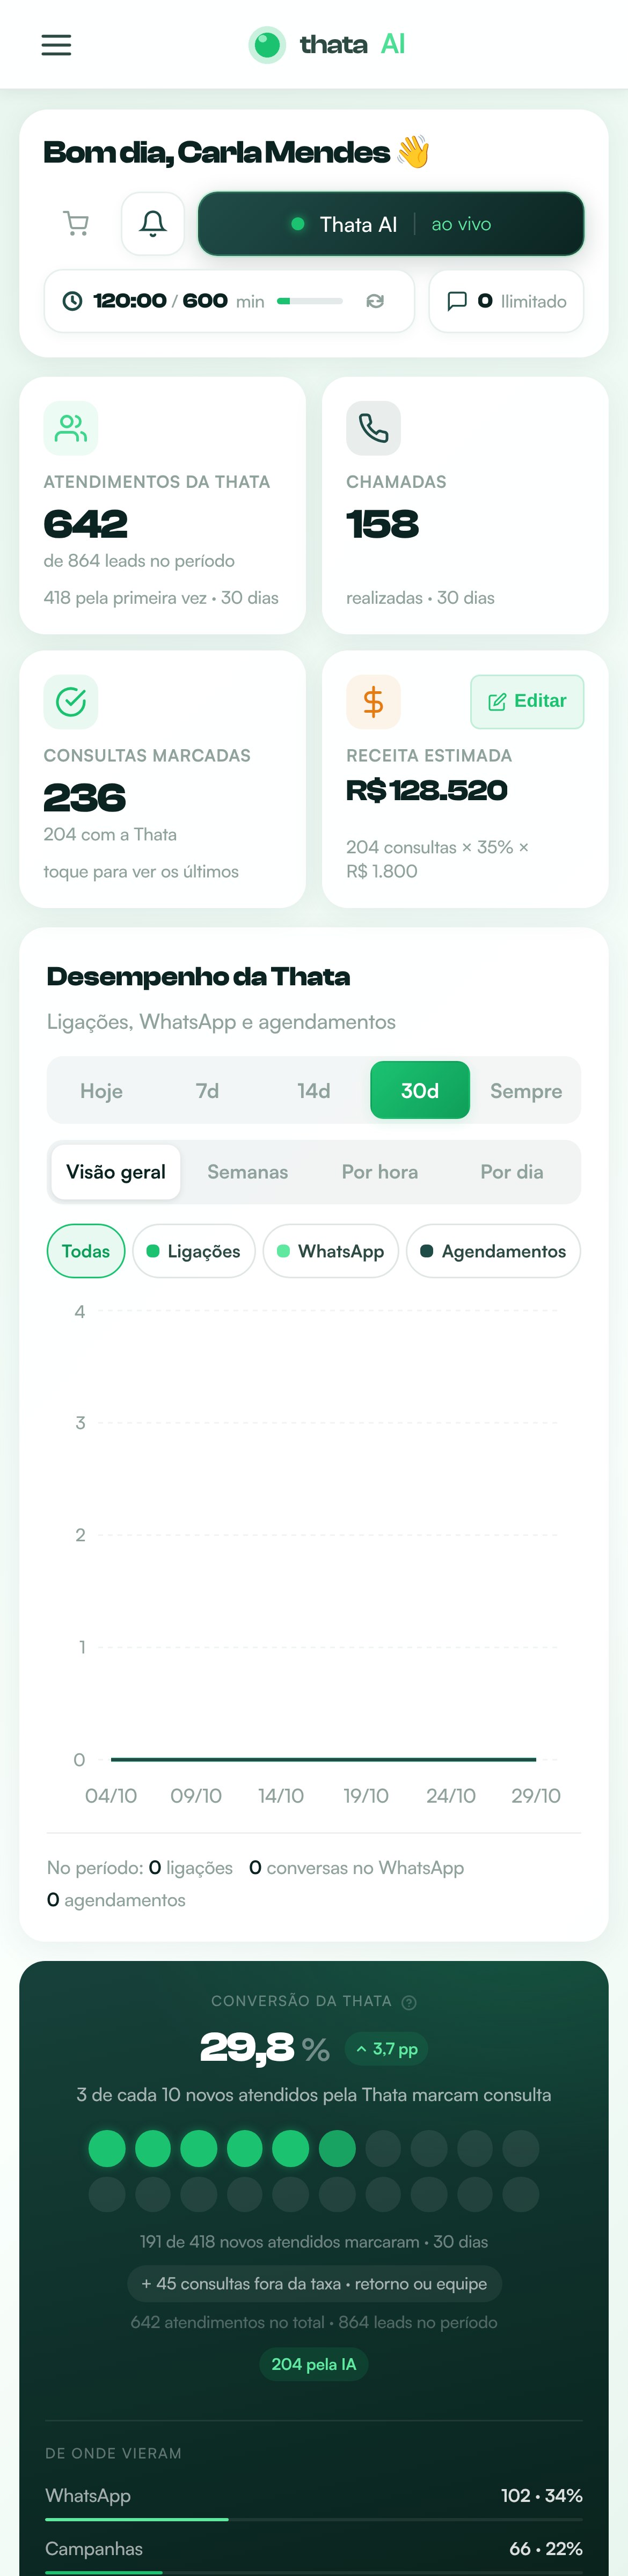 thata AI
Bom dia, Carla Mendes 👋
Thata AI | ao vivo
120:00 / 600 min
0 Ilimitado
ATENDIMENTOS DA THATA
642
de 864 leads no período
418 pela primeira vez · 30 dias
CHAMADAS
158
realizadas · 30 dias
CONSULTAS MARCADAS
236
204 com a Thata
toque para ver os últimos
Editar
RECEITA ESTIMADA
R$ 128.520
204 consultas × 35% ×
R$ 1.800
Desempenho da Thata
Ligações, WhatsApp e agendamentos
Hoje 7d 14d 30d Sempre
Visão geral Semanas Por hora Por dia
Todas Ligações WhatsApp Agendamentos
4
3
2
1
0
04/10 09/10 14/10 19/10 24/10 29/10
No período: 0 ligações 0 conversas no WhatsApp
0 agendamentos
CONVERSÃO DA THATA ?
29,8 % 3,7 pp
3 de cada 10 novos atendidos pela Thata marcam consulta
191 de 418 novos atendidos marcaram · 30 dias
+ 45 consultas fora da taxa · retorno ou equipe
642 atendimentos no total · 864 leads no período
204 pela IA
DE ONDE VIERAM
WhatsApp 102 · 34%
Campanhas 66 · 22%